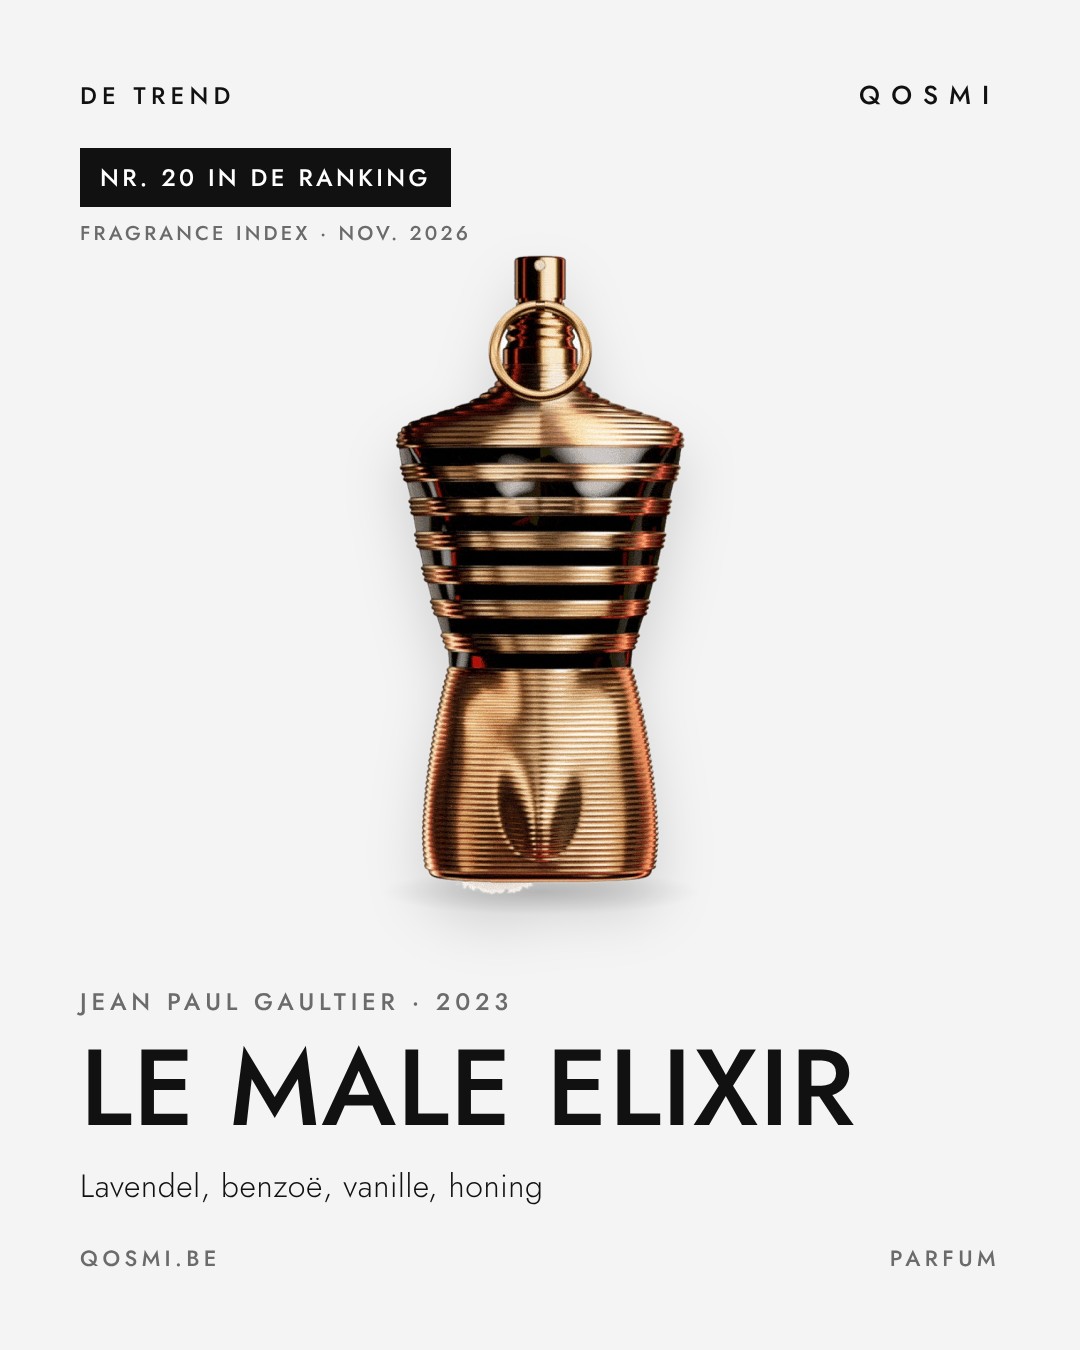 DE TREND
QOSMI
NR. 20 IN DE RANKING
FRAGRANCE INDEX · NOV. 2026
JEAN PAUL GAULTIER · 2023
LE MALE ELIXIR
Lavendel, benzoë, vanille, honing
QOSMI.BE
PARFUM